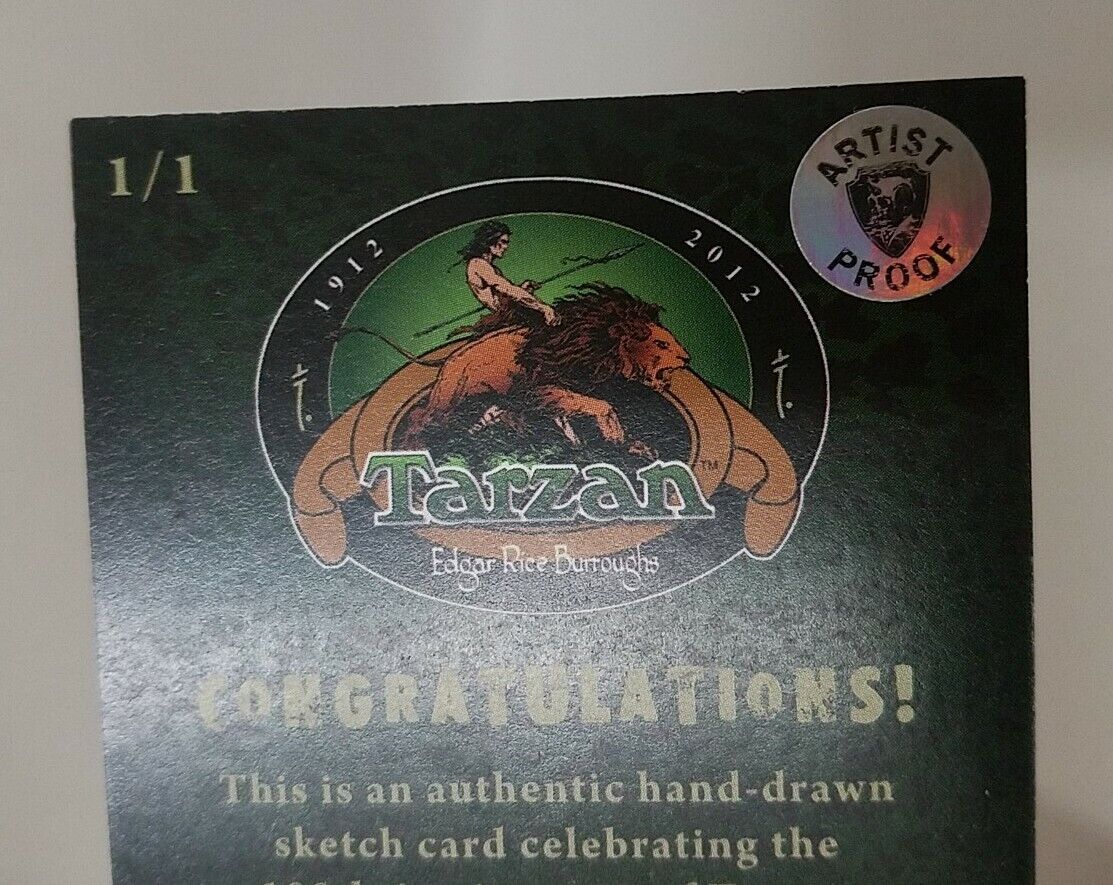 1/1
ARTIST
PROOF
1912
2012
Tarzan™
Edgar Rice Burroughs
CONGRATULATIONS!
This is an authentic hand-drawn
sketch card celebrating the